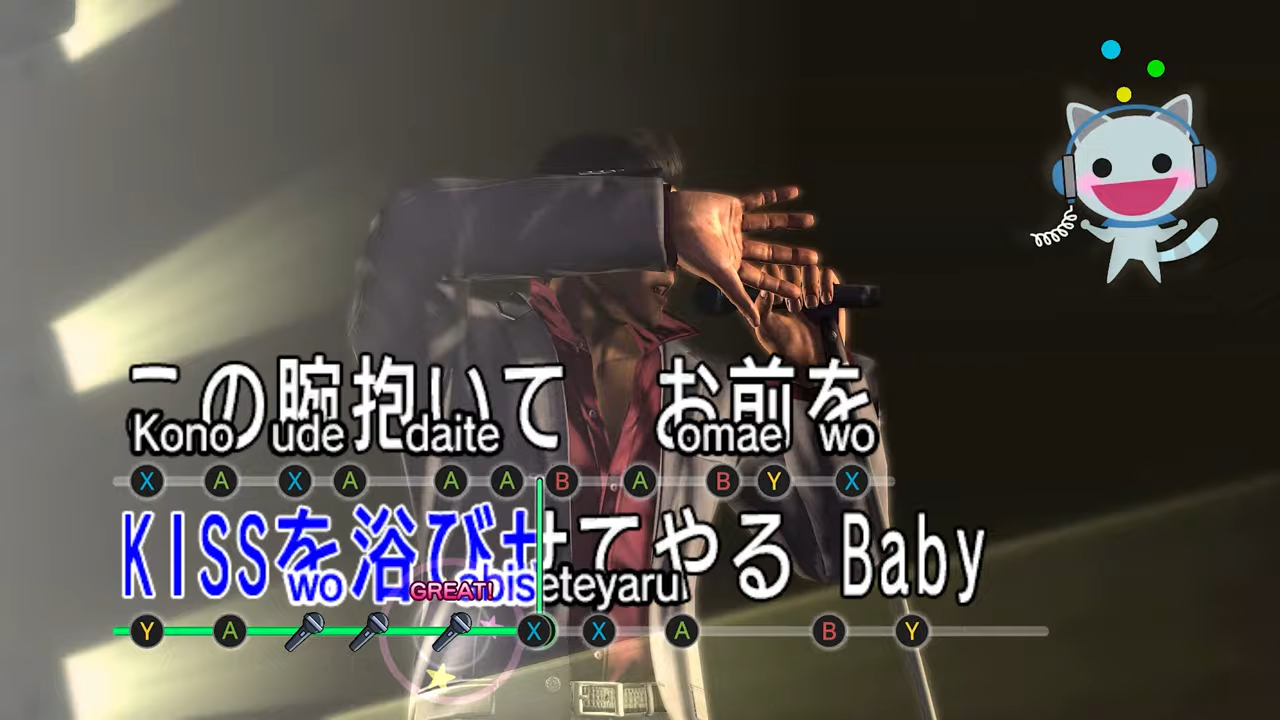 この腕抱いて お前を
Kono ude daite omae wo
X A X A A A B A B Y X
KISSを浴びせてやる Baby
wo abiseteyaru
GREAT!
Y A X X A B Y